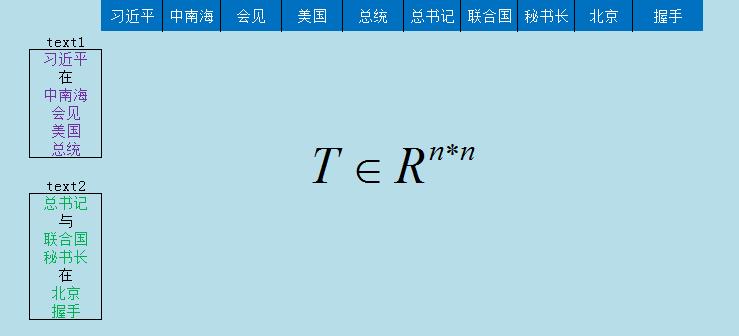 习近平 中南海 会见 美国 总统 总书记 联合国 秘书长 北京 握手
text1
习近平
在
中南海
会见
美国
总统
T ∈ R^{n*n}
text2
总书记
与
联合国
秘书长
在
北京
握手